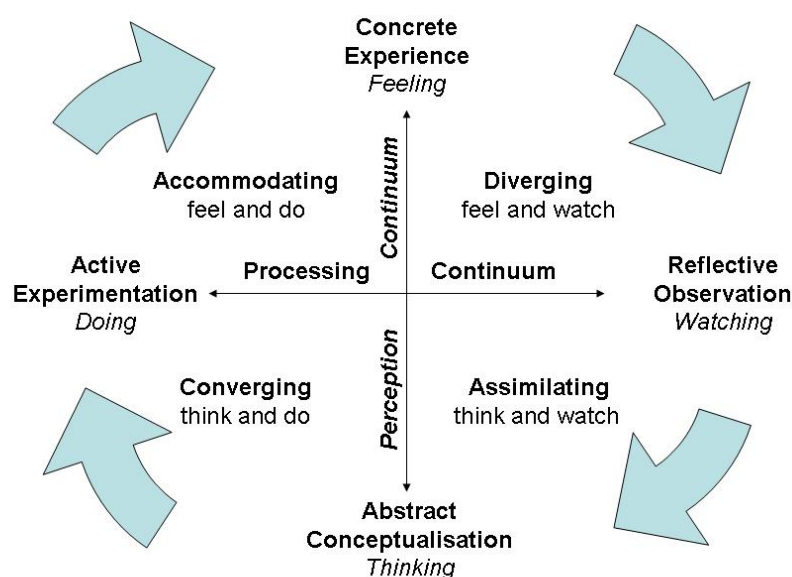 Concrete
Experience
Feeling
Continuum
Accommodating
feel and do
Diverging
feel and watch
Active
Experimentation
Doing
Processing
Continuum
Reflective
Observation
Watching
Perception
Converging
think and do
Assimilating
think and watch
Abstract
Conceptualisation
Thinking